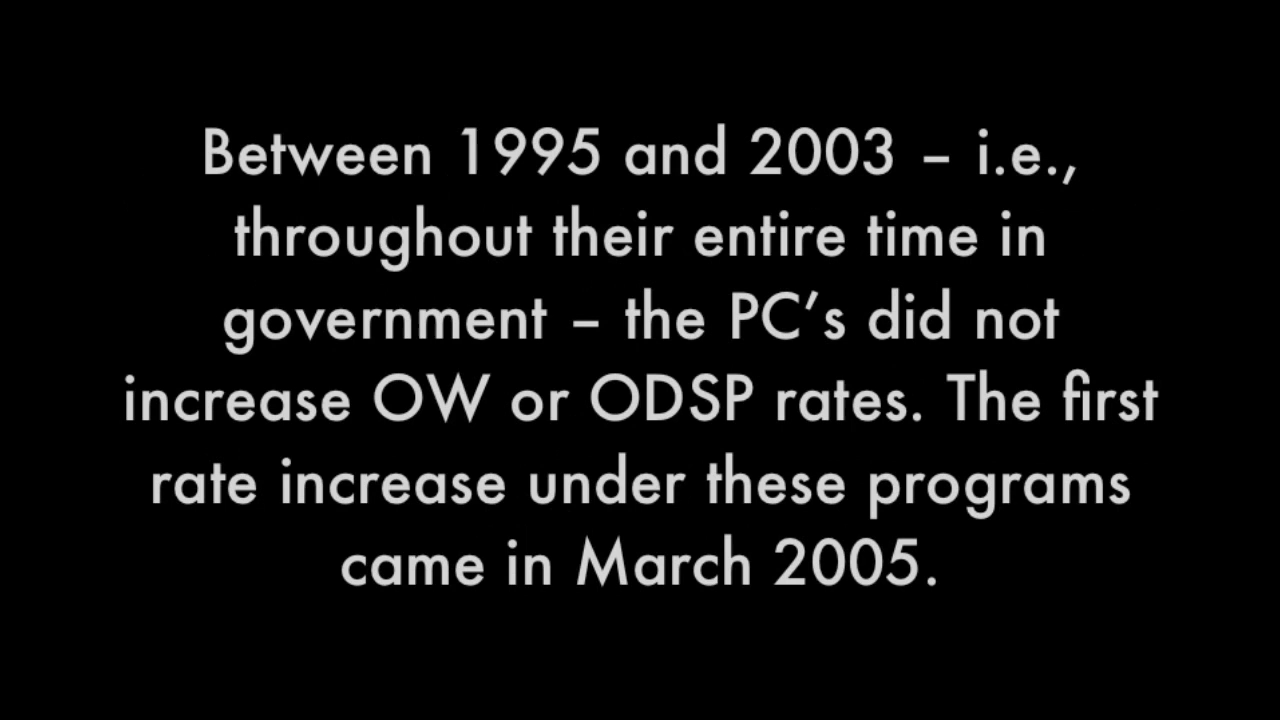 Between 1995 and 2003 – i.e.,
throughout their entire time in
government – the PC’s did not
increase OW or ODSP rates. The first
rate increase under these programs
came in March 2005.